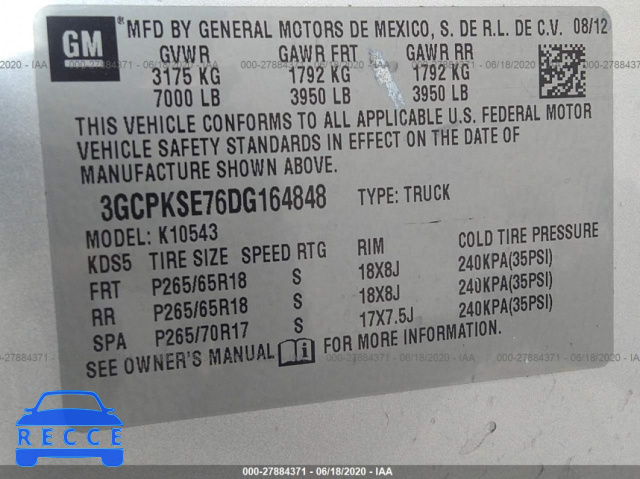 GM
MFD BY GENERAL MOTORS DE MEXICO, S. DE R.L. DE C.V. 08/12
GVWR GAWR FRT GAWR RR
3175 KG 1792 KG 1792 KG
7000 LB 3950 LB 3950 LB
THIS VEHICLE CONFORMS TO ALL APPLICABLE U.S. FEDERAL MOTOR
VEHICLE SAFETY STANDARDS IN EFFECT ON THE DATE OF
MANUFACTURE SHOWN ABOVE.
3GCPKSE76DG164848 TYPE: TRUCK
MODEL: K10543
KDS5 TIRE SIZE SPEED RTG RIM COLD TIRE PRESSURE
FRT P265/65R18 S 18X8J 240KPA(35PSI)
RR P265/65R18 S 18X8J 240KPA(35PSI)
SPA P265/70R17 S 17X7.5J 240KPA(35PSI)
SEE OWNER'S MANUAL FOR MORE INFORMATION.
RECCE
000-27884371 - 06/18/2020 - IAA